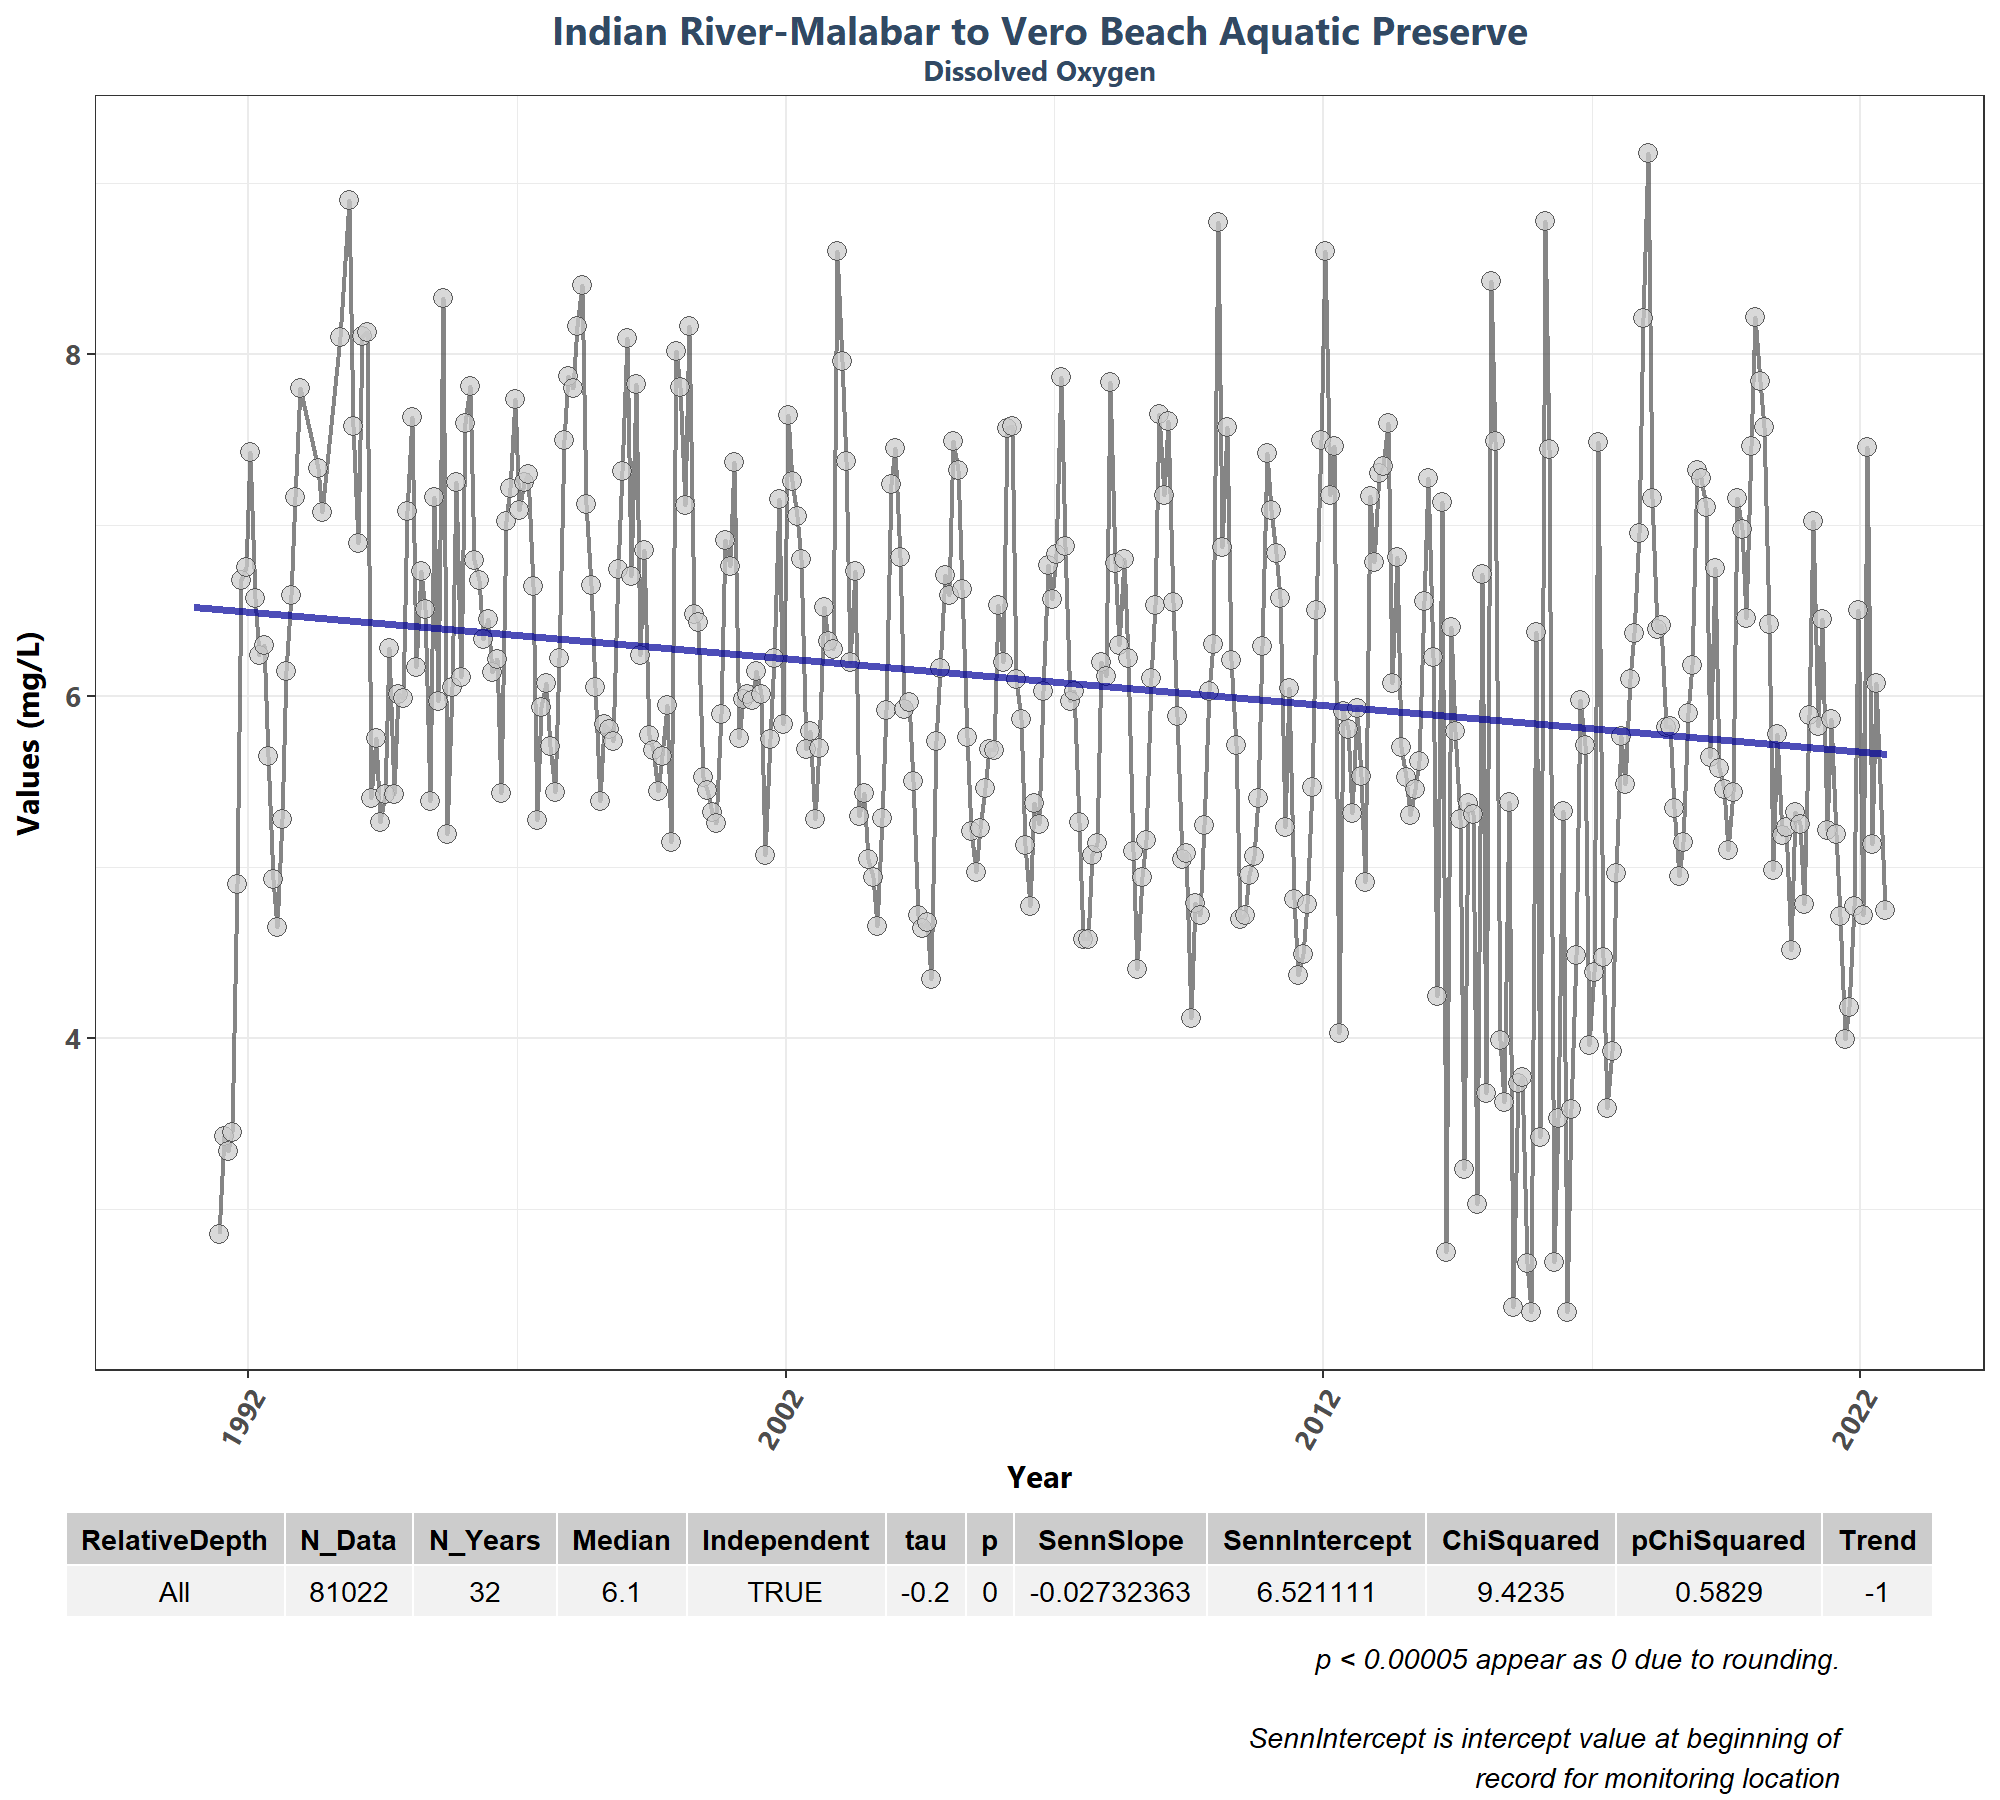 Indian River-Malabar to Vero Beach Aquatic Preserve
Dissolved Oxygen
Values (mg/L)
8
6
4
1992
2002
2012
2022
Year
RelativeDepth N_Data N_Years Median Independent tau p SennSlope SennIntercept ChiSquared pChiSquared Trend
All 81022 32 6.1 TRUE -0.2 0 -0.02732363 6.521111 9.4235 0.5829 -1
p < 0.00005 appear as 0 due to rounding.
SennIntercept is intercept value at beginning of
record for monitoring location